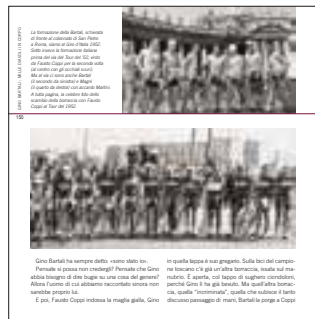 GINO BARTALI - MILLE DIAVOLI IN CORPO
La formazione della Bartali, schierata
di fronte al colonnato di San Pietro
a Roma, siamo al Giro d'Italia 1952.
Sotto invece la formazione italiana
prima del via del Tour del '52, vinto
da Fausto Coppi per la seconda volta
(al centro con gli occhiali scuri).
Ma al via ci sono anche Bartali
(il secondo da sinistra) e Magni
(il quarto da destra) con accanto Martini.
A tutta pagina, la celebre foto dello
scambio della borraccia con Fausto
Coppi al Tour del 1952.
Gino Bartali ha sempre detto: «sono stato io».
Pensate si possa non credergli? Pensate che Gino
abbia bisogno di dire bugie su una cosa del genere?
Allora l'uomo di cui abbiamo raccontato sinora non
sarebbe proprio lui.
E poi, Fausto Coppi indossa la maglia gialla, Gino
in quella tappa è suo gregario. Sulla bici del campio-
ne toscano c'è già un'altra borraccia, issata sul ma-
nubrio. È aperta, col tappo di sughero ciondoloni,
perché Gino li ha già bevuto. Ma quell'altra borrac-
cia, quella "incriminata", quella che subisce il tanto
discusso passaggio di mani, Bartali la porge a Coppi